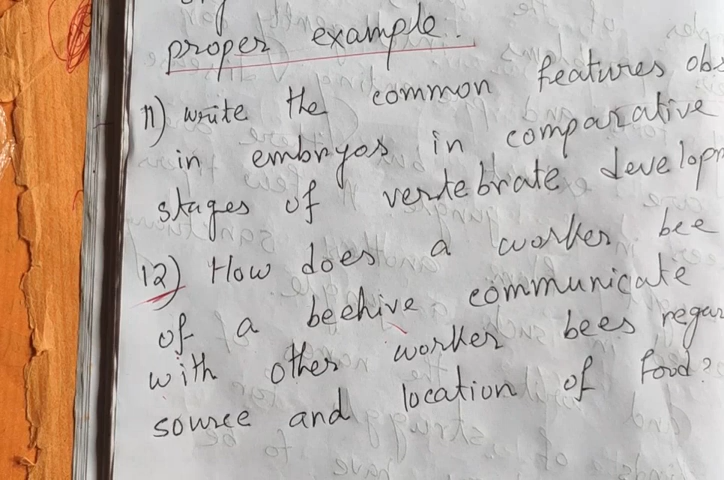 proper example.
11) write the common features obs
in embryos in comparative
stages of vertebrate develop
12) How does a worker bee
of a beehive communicate
with other worker bees regar
source and location of food?